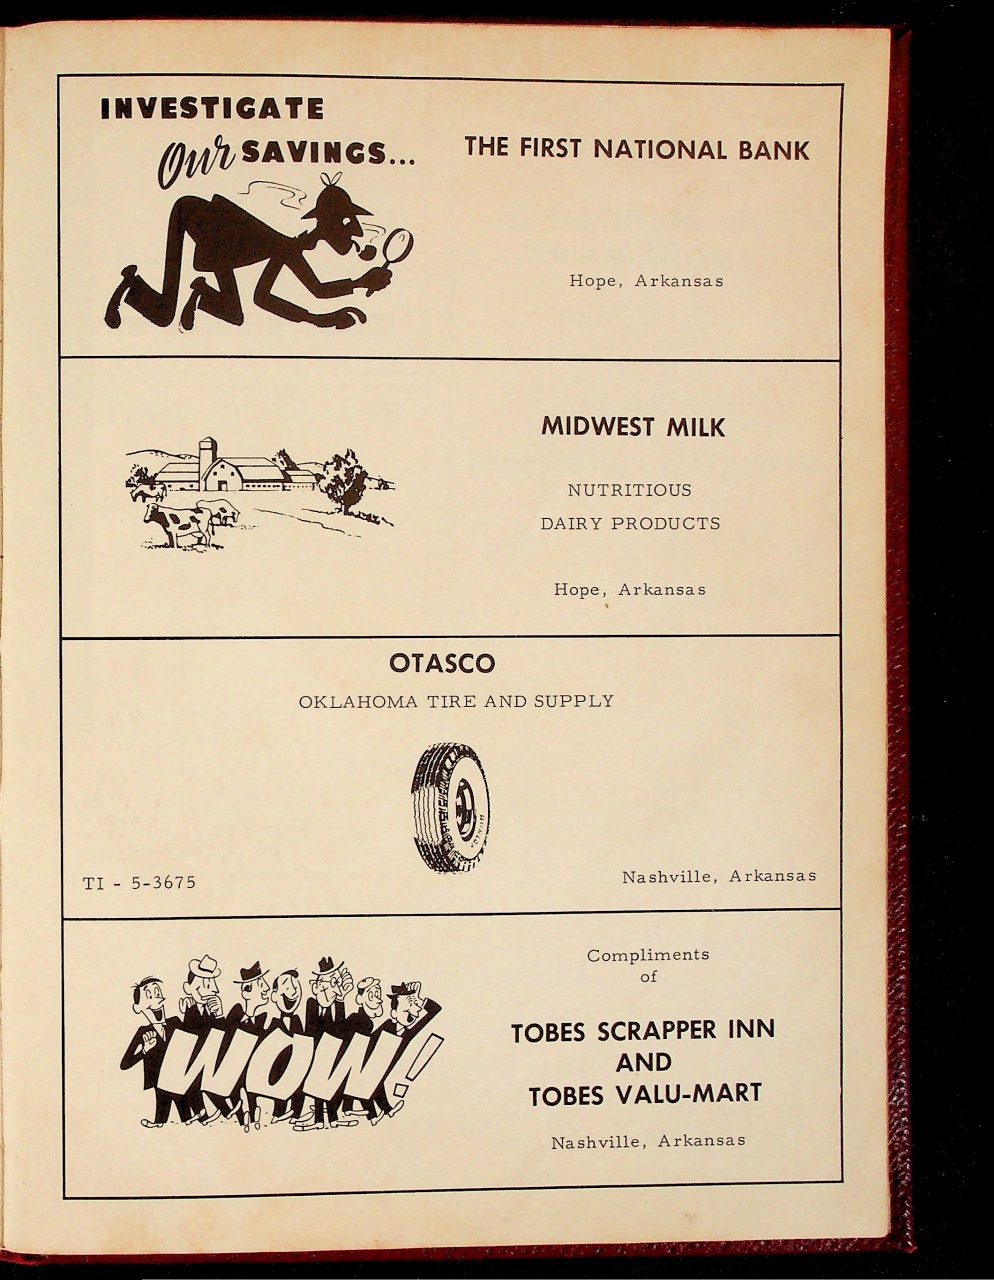 INVESTIGATE
Our SAVINGS...
THE FIRST NATIONAL BANK
Hope, Arkansas
MIDWEST MILK
NUTRITIOUS
DAIRY PRODUCTS
Hope, Arkansas
OTASCO
OKLAHOMA TIRE AND SUPPLY
TI - 5-3675
Nashville, Arkansas
WOW!
Compliments
of
TOBES SCRAPPER INN
AND
TOBES VALU-MART
Nashville, Arkansas